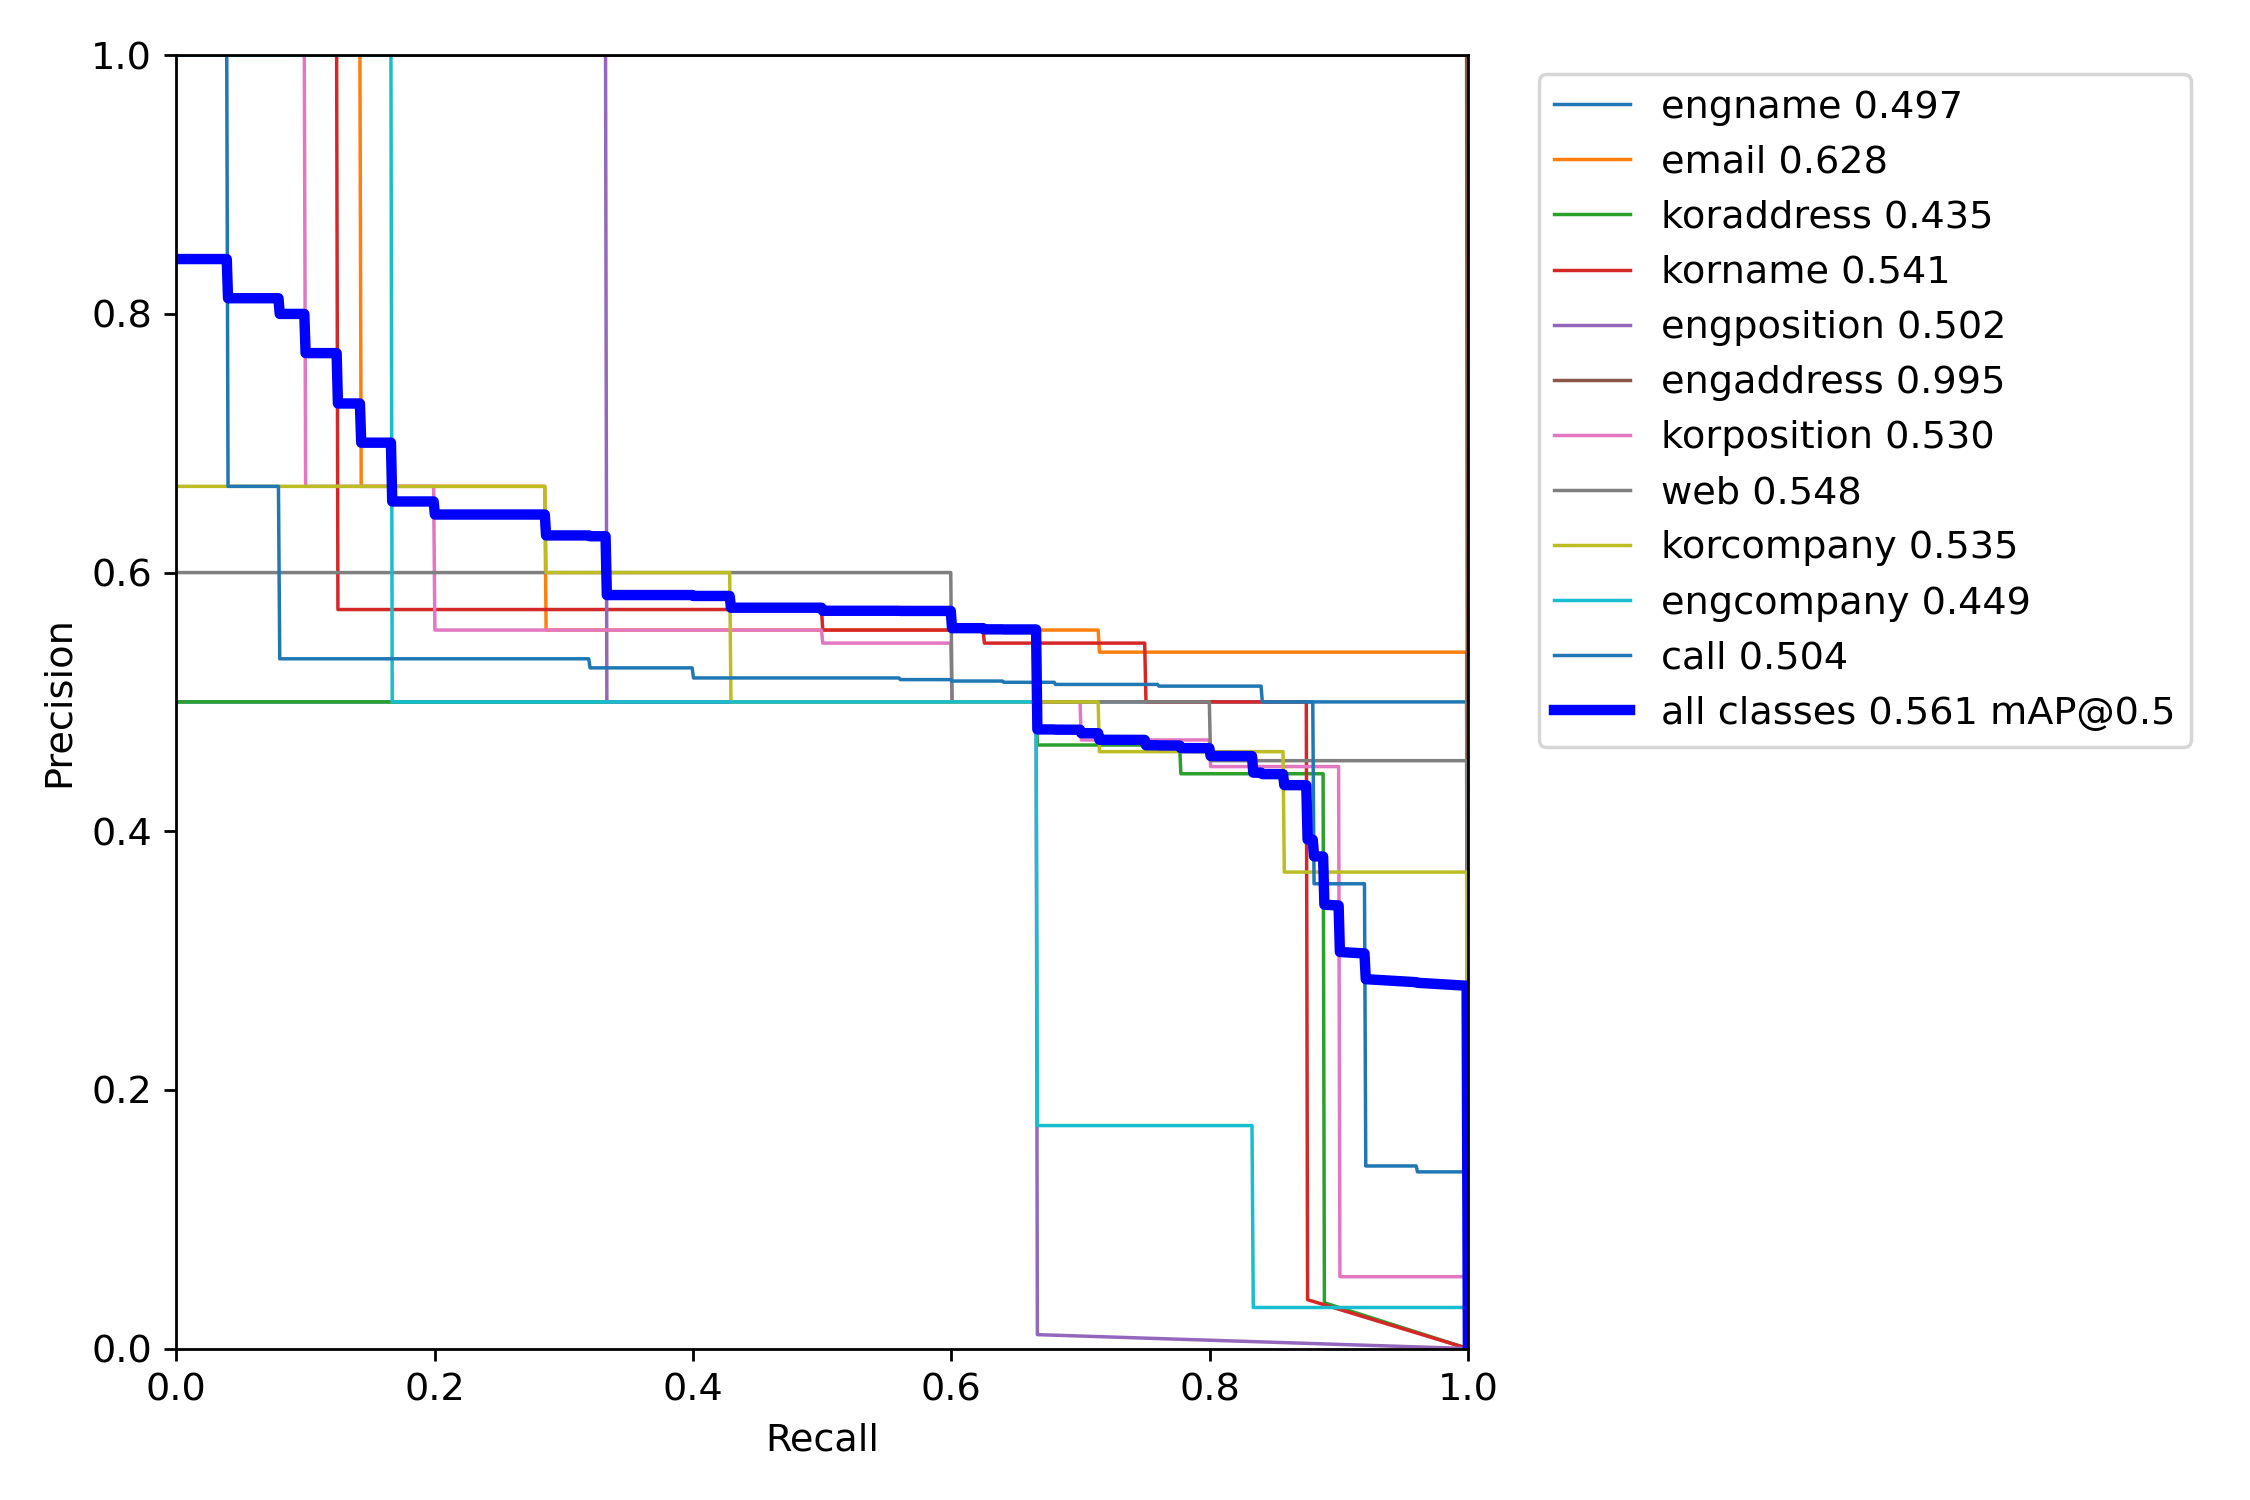 1.0
0.8
0.6
0.4
0.2
0.0
Precision
0.0 0.2 0.4 0.6 0.8 1.0
Recall
engname 0.497
email 0.628
koraddress 0.435
korname 0.541
engposition 0.502
engaddress 0.995
korposition 0.530
web 0.548
korcompany 0.535
engcompany 0.449
call 0.504
all classes 0.561 mAP@0.5